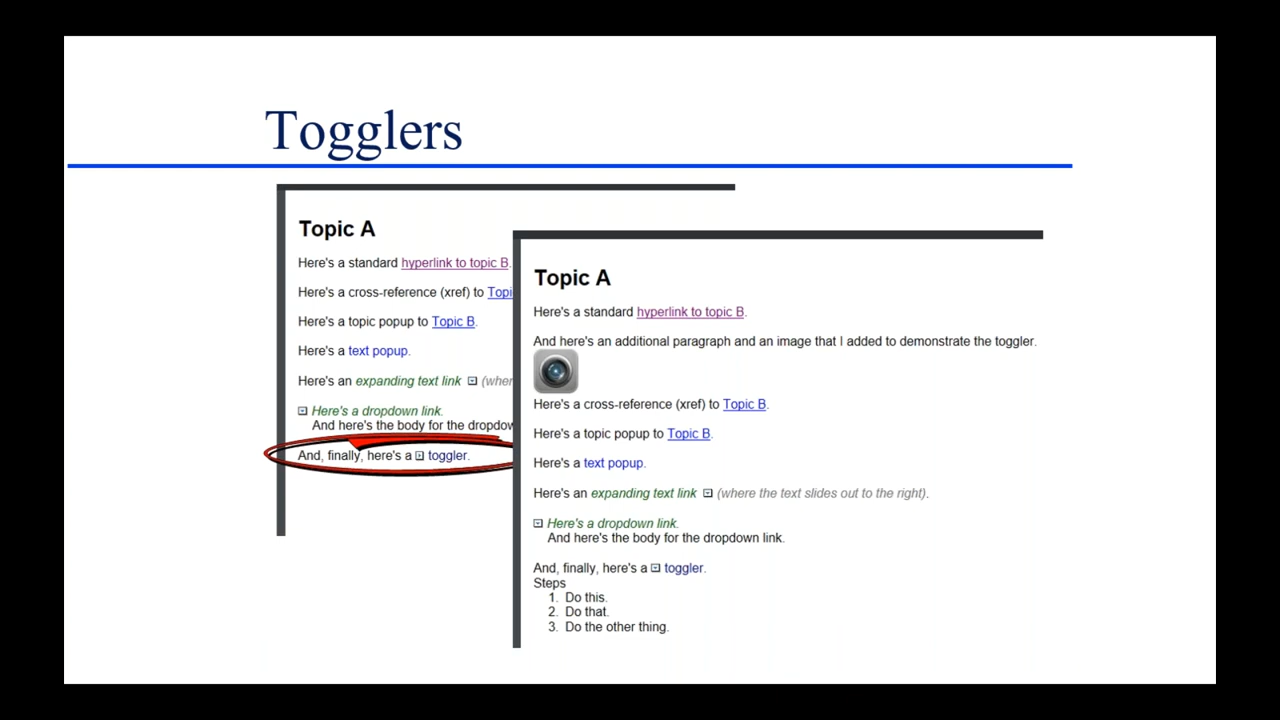 Togglers
Topic A
Here's a standard hyperlink to topic B.
Here's a cross-reference (xref) to Topi
Here's a topic popup to Topic B.
Here's a text popup.
Here's an expanding text link (wher
Here's a dropdown link.
And here's the body for the dropdow
And, finally, here's a toggler.
Topic A
Here's a standard hyperlink to topic B.
And here's an additional paragraph and an image that I added to demonstrate the toggler.
Here's a cross-reference (xref) to Topic B.
Here's a topic popup to Topic B.
Here's a text popup.
Here's an expanding text link (where the text slides out to the right).
Here's a dropdown link.
And here's the body for the dropdown link.
And, finally, here's a toggler.
Steps
1. Do this.
2. Do that.
3. Do the other thing.